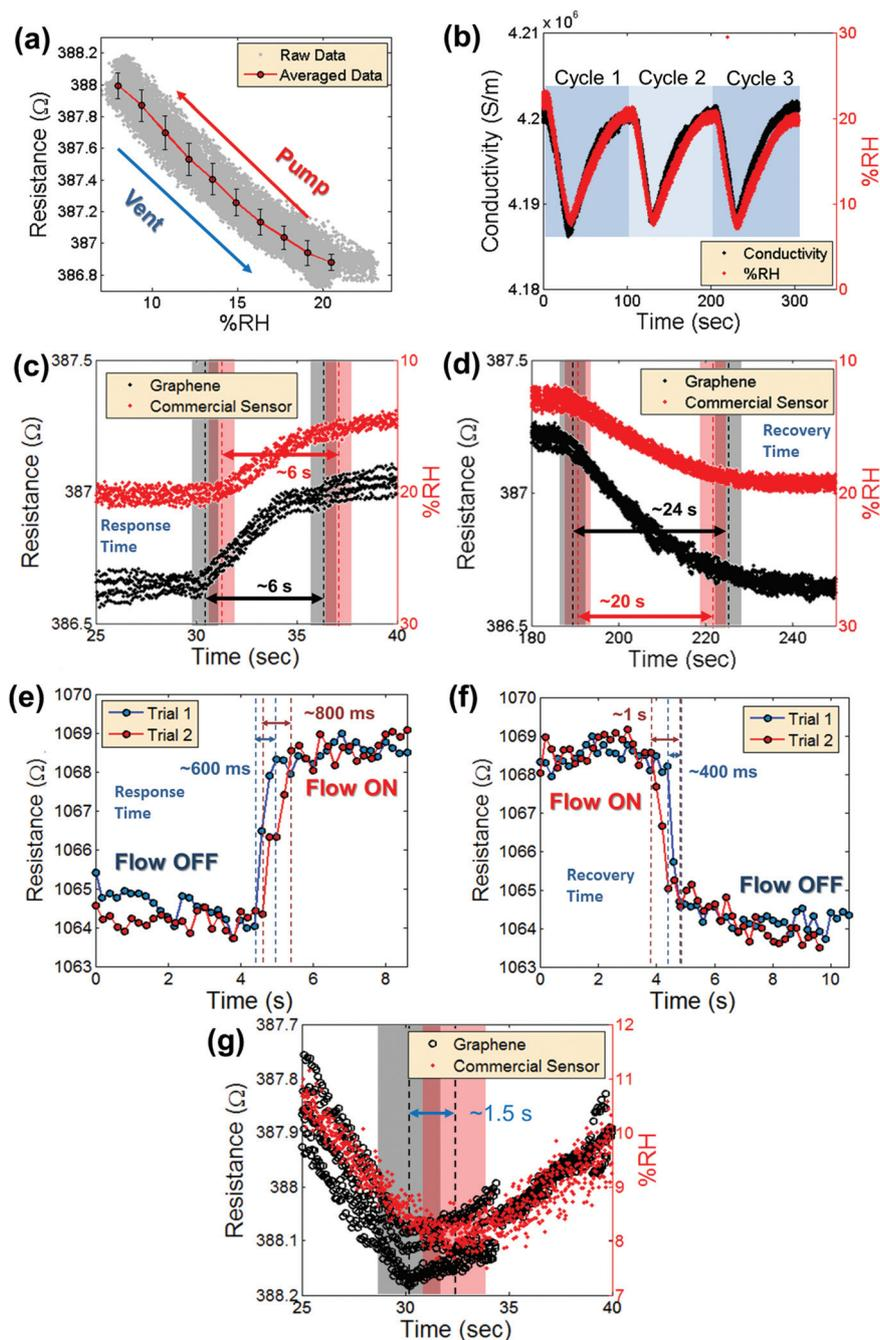 (a)
Raw Data
Averaged Data
388.2
388
387.8
387.6
387.4
387.2
387
386.8
Resistance (Ω)
Pump
Vent
10
15
20
%RH
(b)
4.21 x 10⁶
4.20
4.19
4.18
Conductivity (S/m)
Cycle 1
Cycle 2
Cycle 3
30
20
10
0
%RH
Conductivity
%RH
0
100
200
300
Time (sec)
(c)
387.5
387
386.5
Resistance (Ω)
Graphene
Commercial Sensor
~6 s
Response
Time
~6 s
10
20
30
%RH
25
30
35
40
Time (sec)
(d)
387.5
387
386.5
Resistance (Ω)
Graphene
Commercial Sensor
Recovery
Time
~24 s
~20 s
10
20
30
%RH
180
200
220
240
Time (sec)
(e)
1070
1069
1068
1067
1066
1065
1064
1063
Resistance (Ω)
Trial 1
Trial 2
~800 ms
~600 ms
Response
Time
Flow ON
Flow OFF
0
2
4
6
8
Time (s)
(f)
1070
1069
1068
1067
1066
1065
1064
1063
Resistance (Ω)
~1 s
Trial 1
Trial 2
~400 ms
Flow ON
Recovery
Time
Flow OFF
0
2
4
6
8
10
Time (s)
(g)
387.7
387.8
387.9
388
388.1
388.2
Resistance (Ω)
Graphene
Commercial Sensor
~1.5 s
12
11
10
9
8
7
%RH
25
30
35
40
Time (sec)